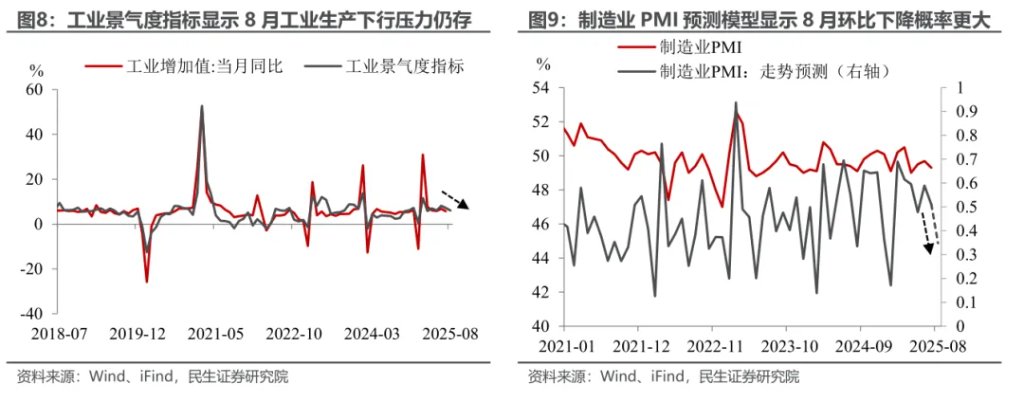 图8：工业景气度指标显示 8 月工业生产下行压力仍存
%
工业增加值:当月同比
工业景气度指标
60
40
20
0
-20
-40
2018-07 2019-12 2021-05 2022-10 2024-03 2025-08
资料来源：Wind、iFind，民生证券研究院
图9：制造业 PMI 预测模型显示 8 月环比下降概率更大
制造业PMI
制造业PMI：走势预测（右轴）
%
54
52
50
48
46
44
42
40
1
0.9
0.8
0.7
0.6
0.5
0.4
0.3
0.2
0.1
0
2021-01 2021-12 2022-11 2023-10 2024-09 2025-08
资料来源：Wind、iFind，民生证券研究院